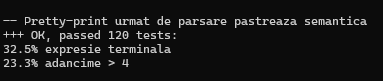 -- Pretty-print urmat de parsare pastreaza semantica
+++ OK, passed 120 tests:
32.5% expresie terminala
23.3% adancime > 4